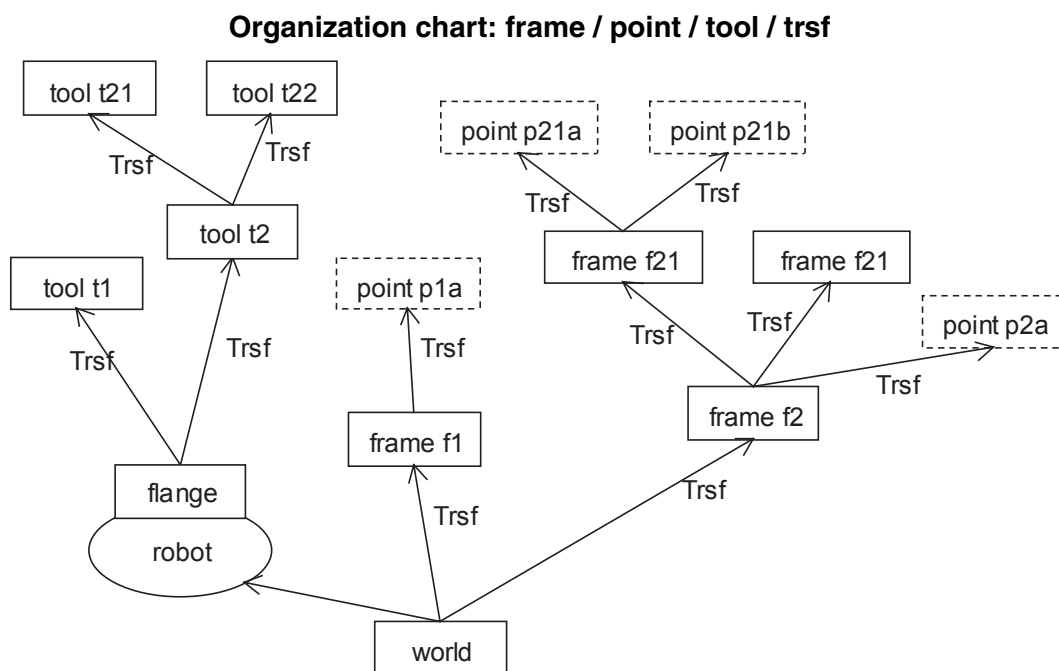 Organization chart: frame / point / tool / trsf
tool t21
tool t22
point p21a
point p21b
Trsf
Trsf
Trsf
Trsf
tool t2
frame f21
frame f21
tool t1
point p1a
point p2a
Trsf
Trsf
Trsf
Trsf
Trsf
Trsf
frame f1
frame f2
flange
Trsf
Trsf
robot
world